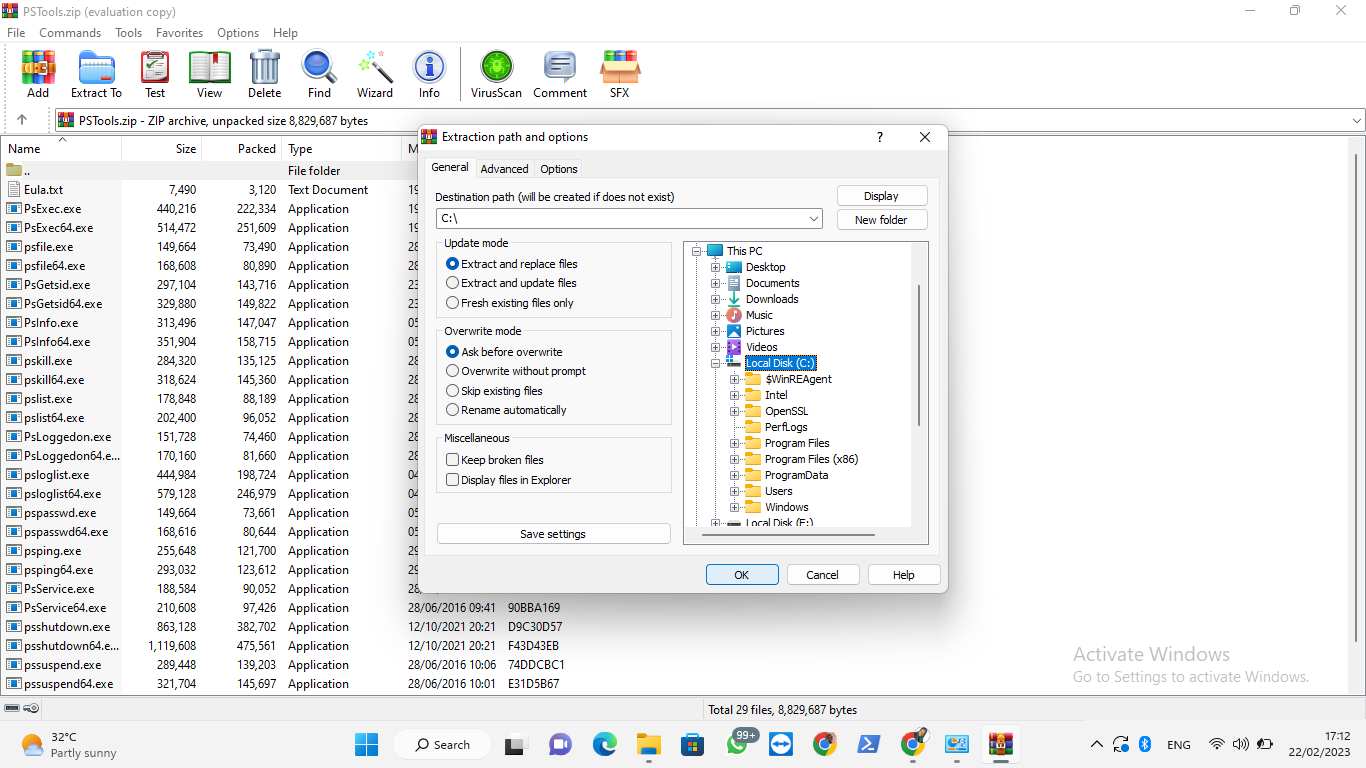 PSTools.zip (evaluation copy)
File Commands Tools Favorites Options Help
Add Extract To Test View Delete Find Wizard Info VirusScan Comment SFX
PSTools.zip - ZIP archive, unpacked size 8,829,687 bytes
Name Size Packed Type M
.. File folder
Eula.txt 7,490 3,120 Text Document 19
PsExec.exe 440,216 222,334 Application 19
PsExec64.exe 514,472 251,609 Application 19
psfile.exe 149,664 73,490 Application 28
psfile64.exe 168,608 80,890 Application 28
PsGetsid.exe 297,104 143,716 Application 23
PsGetsid64.exe 329,880 149,822 Application 23
PsInfo.exe 313,496 147,047 Application 05
PsInfo64.exe 351,904 158,715 Application 05
pskill.exe 284,320 135,125 Application 28
pskill64.exe 318,624 145,360 Application 28
pslist.exe 178,848 88,189 Application 28
pslist64.exe 202,400 96,052 Application 28
PsLoggedon.exe 151,728 74,460 Application 28
PsLoggedon64.e... 170,160 81,660 Application 28
psloglist.exe 444,984 198,724 Application 04
psloglist64.exe 579,128 246,979 Application 04
pspasswd.exe 149,664 73,661 Application 05
pspasswd64.exe 168,616 80,644 Application 05
psping.exe 255,648 121,700 Application 29
psping64.exe 293,032 123,612 Application 29
PsService.exe 188,584 90,052 Application 28
PsService64.exe 210,608 97,426 Application 28/06/2016 09:41 90BBA169
psshutdown.exe 863,128 382,702 Application 12/10/2021 20:21 D9C30D57
psshutdown64.e... 1,119,608 475,561 Application 12/10/2021 20:21 F43D43EB
pssuspend.exe 289,448 139,203 Application 28/06/2016 10:06 74DDCBC1
pssuspend64.exe 321,704 145,697 Application 28/06/2016 10:01 E31D5B67
Extraction path and options ?
General Advanced Options
Destination path (will be created if does not exist) Display
C:\ New folder
Update mode
Extract and replace files
Extract and update files
Fresh existing files only
Overwrite mode
Ask before overwrite
Overwrite without prompt
Skip existing files
Rename automatically
Miscellaneous
Keep broken files
Display files in Explorer
Save settings
This PC
Desktop
Documents
Downloads
Music
Pictures
Videos
Local Disk (C:)
$WinREAgent
Intel
OpenSSL
PerfLogs
Program Files
Program Files (x86)
ProgramData
Users
Windows
Local Disk (E:)
OK Cancel Help
Activate Windows
Go to Settings to activate Windows.
Total 29 files, 8,829,687 bytes
32°C
Partly sunny
Search
99+
ENG
17:12
22/02/2023